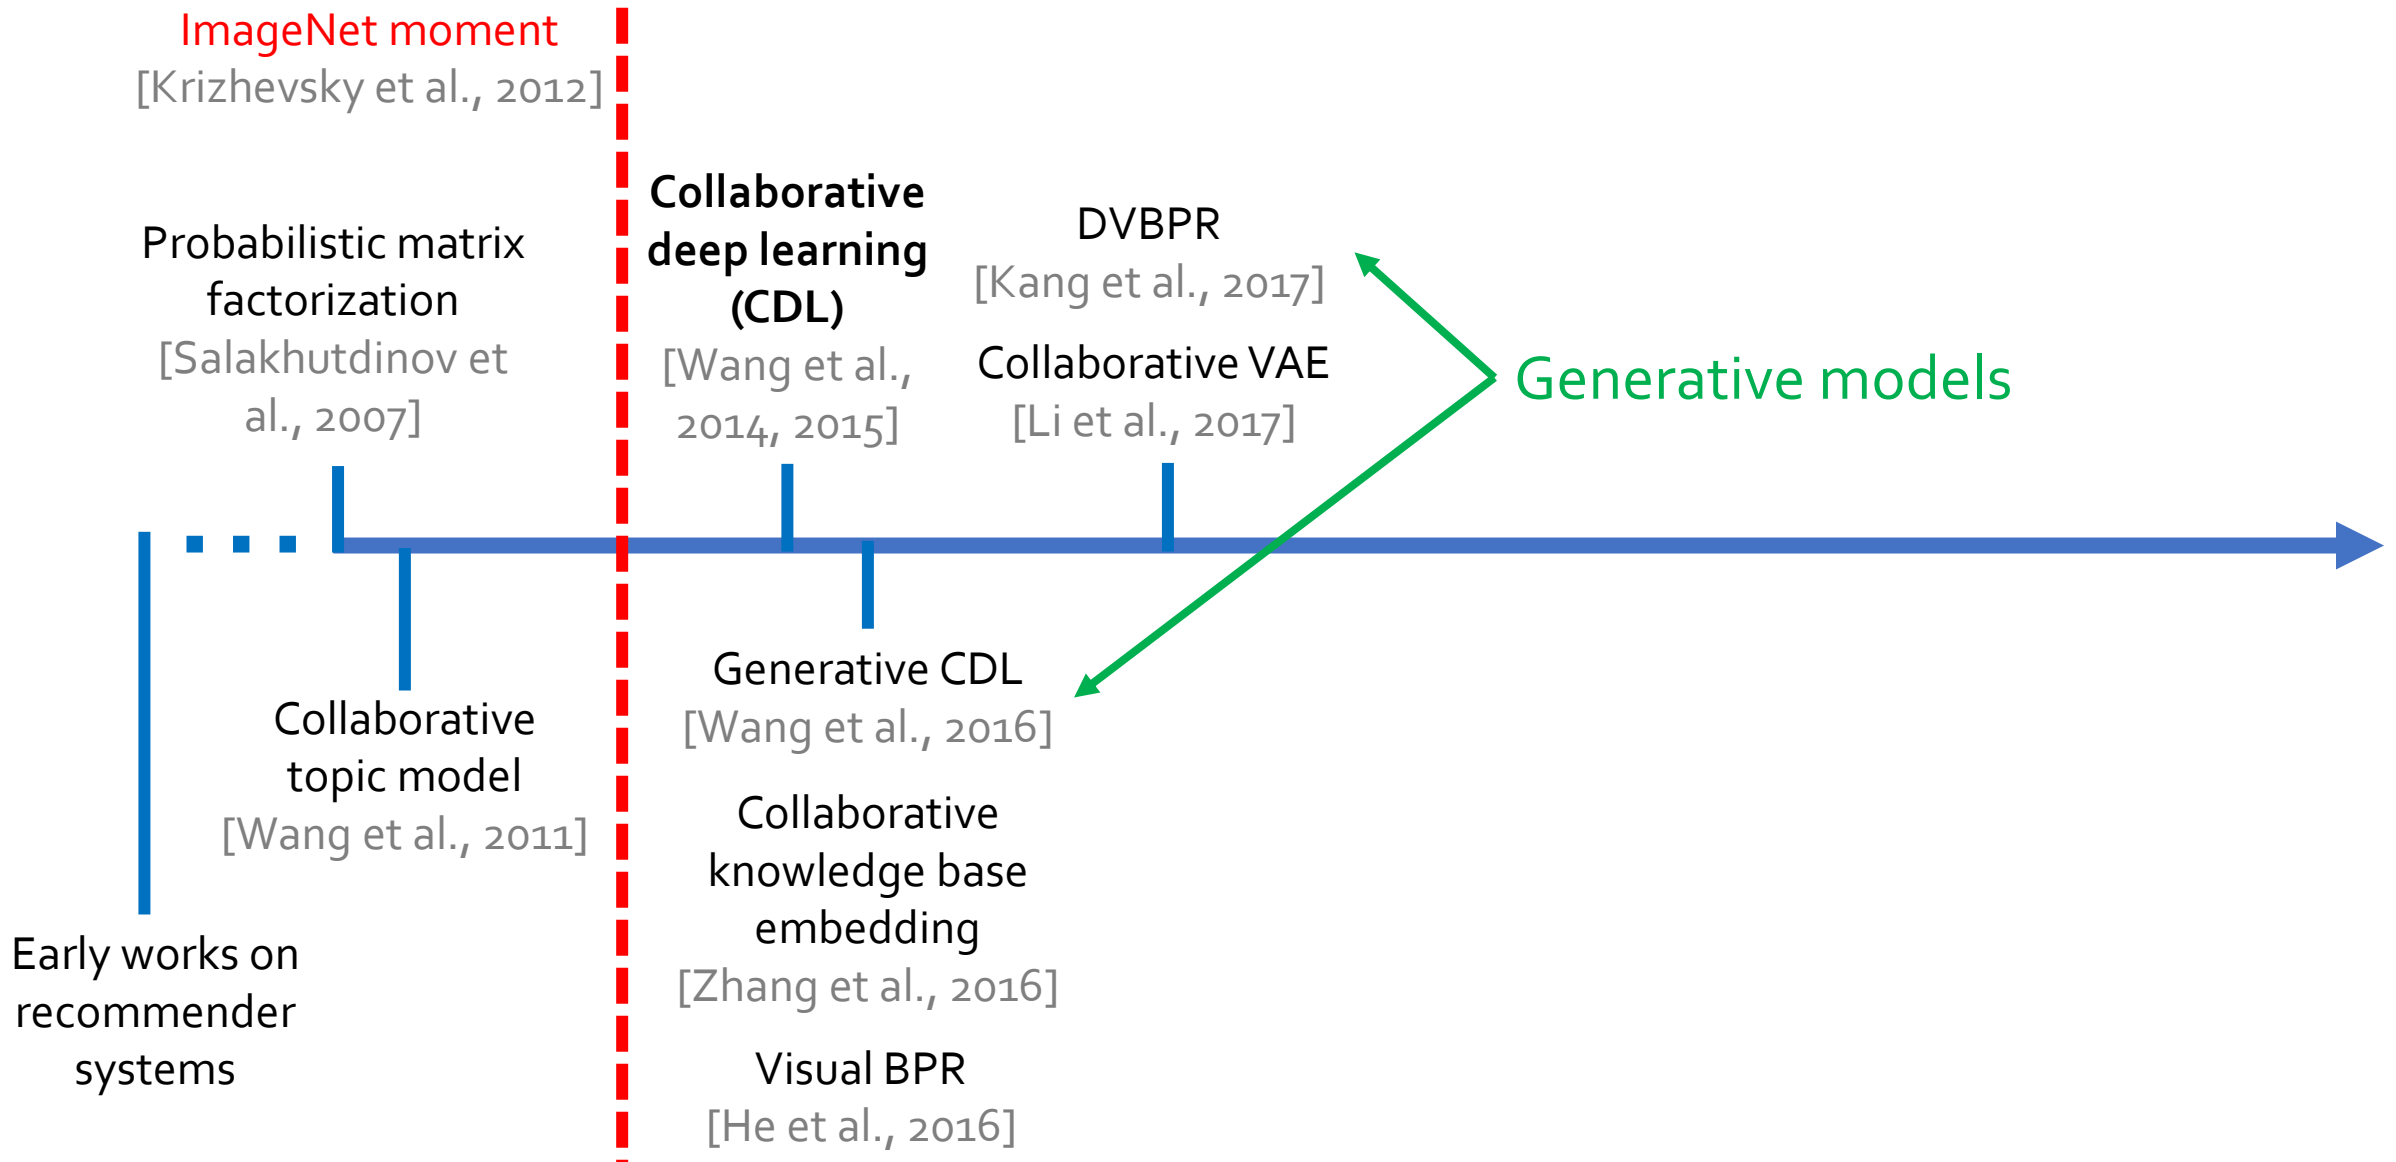 ImageNet moment
[Krizhevsky et al., 2012]
Probabilistic matrix
factorization
[Salakhutdinov et
al., 2007]
Collaborative
deep learning
(CDL)
[Wang et al.,
2014, 2015]
DVBPR
[Kang et al., 2017]
Collaborative VAE
[Li et al., 2017]
Generative models
Early works on
recommender
systems
Collaborative
topic model
[Wang et al., 2011]
Generative CDL
[Wang et al., 2016]
Collaborative
knowledge base
embedding
[Zhang et al., 2016]
Visual BPR
[He et al., 2016]